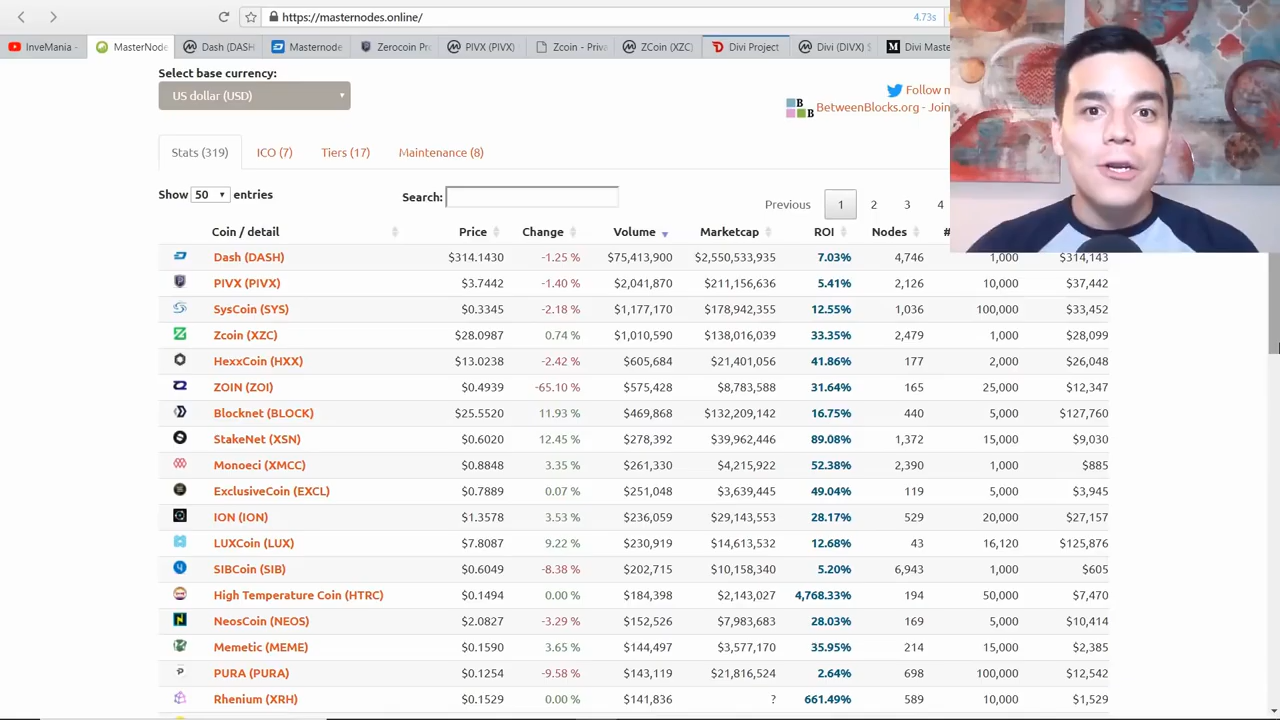 https://masternodes.online/
4.73s
InveMania -
MasterNode
Dash (DASH
Masternode
Zerocoin Pr
PIVX (PIVX)
Zcoin - Priva
ZCoin (XZC)
Divi Project
Divi (DIVX) $
Divi Mast
Select base currency:
US dollar (USD)
Follow m
BetweenBlocks.org - Join
Stats (319) ICO (7) Tiers (17) Maintenance (8)
Show 50 entries Search: Previous 1 2 3 4
Coin / detail Price Change Volume Marketcap ROI Nodes #
Dash (DASH) $314.1430 -1.25 % $75,413,900 $2,550,533,935 7.03% 4,746 1,000 $314,143
PIVX (PIVX) $3.7442 -1.40 % $2,041,870 $211,156,636 5.41% 2,126 10,000 $37,442
SysCoin (SYS) $0.3345 -2.18 % $1,177,170 $178,942,355 12.55% 1,036 100,000 $33,452
Zcoin (XZC) $28.0987 0.74 % $1,010,590 $138,016,039 33.35% 2,479 1,000 $28,099
HexxCoin (HXX) $13.0238 -2.42 % $605,684 $21,401,056 41.86% 177 2,000 $26,048
ZOIN (ZOI) $0.4939 -65.10 % $575,428 $8,783,588 31.64% 165 25,000 $12,347
Blocknet (BLOCK) $25.5520 11.93 % $469,868 $132,209,142 16.75% 440 5,000 $127,760
StakeNet (XSN) $0.6020 12.45 % $278,392 $39,962,446 89.08% 1,372 15,000 $9,030
Monoeci (XMCC) $0.8848 3.35 % $261,330 $4,215,922 52.38% 2,390 1,000 $885
ExclusiveCoin (EXCL) $0.7889 0.07 % $251,048 $3,639,445 49.04% 119 5,000 $3,945
ION (ION) $1.3578 3.53 % $236,059 $29,143,553 28.17% 529 20,000 $27,157
LUXCoin (LUX) $7.8087 9.22 % $230,919 $14,613,532 12.68% 43 16,120 $125,876
SIBCoin (SIB) $0.6049 -8.38 % $202,715 $10,158,340 5.20% 6,943 1,000 $605
High Temperature Coin (HTRC) $0.1494 0.00 % $184,398 $2,143,027 4,768.33% 194 50,000 $7,470
NeosCoin (NEOS) $2.0827 -3.29 % $152,526 $7,983,683 28.03% 169 5,000 $10,414
Memetic (MEME) $0.1590 3.65 % $144,497 $3,577,170 35.95% 214 15,000 $2,385
PURA (PURA) $0.1254 -9.58 % $143,119 $21,816,524 2.64% 698 100,000 $12,542
Rhenium (XRH) $0.1529 0.00 % $141,836 ? 661.49% 589 10,000 $1,529